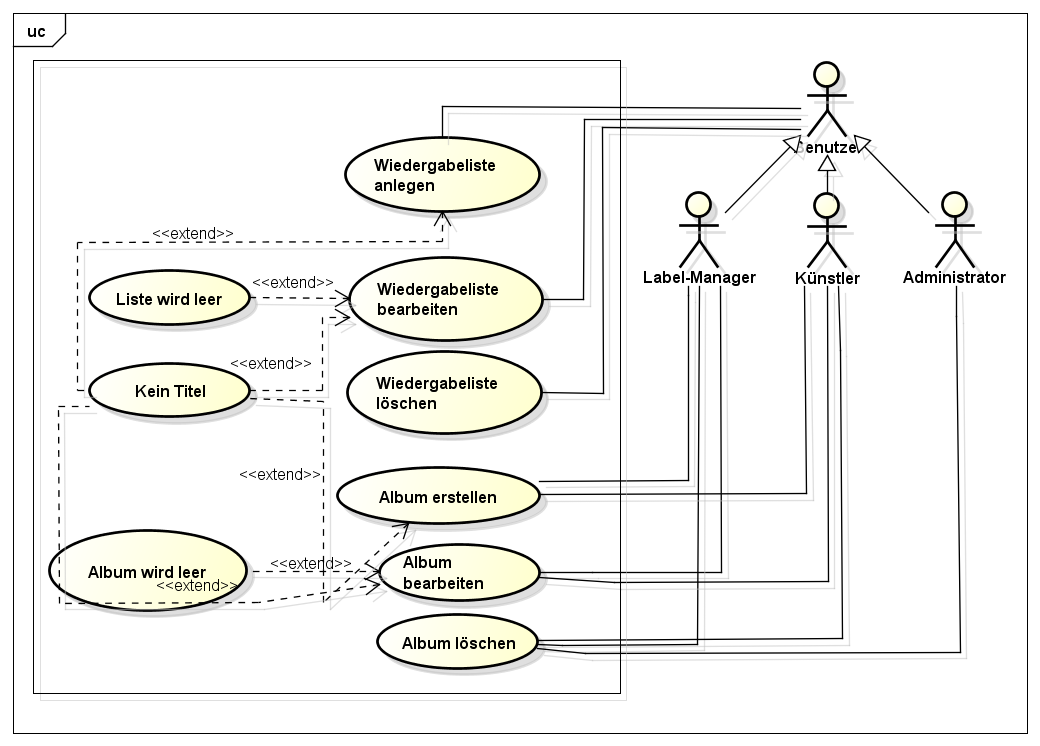 uc
Benutzer
Wiedergabeliste
anlegen
Label-Manager
Künstler
Administrator
<<extend>>
Liste wird leer
<<extend>>
Wiedergabeliste
bearbeiten
Kein Titel
<<extend>>
Wiedergabeliste
löschen
<<extend>>
Album erstellen
Album wird leer
<<extend>>
<<extend>>
Album
bearbeiten
Album löschen